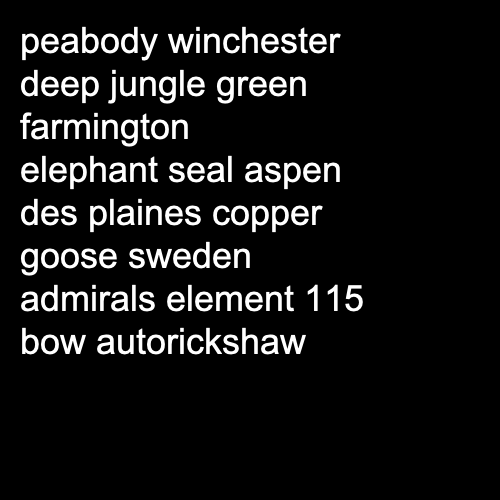 peabody winchester
deep jungle green
farmington
elephant seal aspen
des plaines copper
goose sweden
admirals element 115
bow autorickshaw